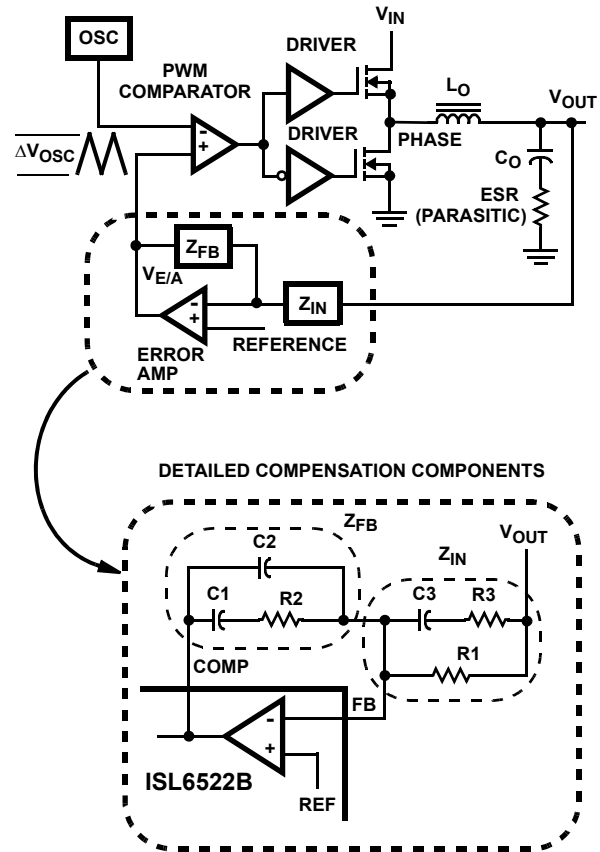 OSC
V_IN
DRIVER
PWM
COMPARATOR
L_O
V_OUT
-
+
DRIVER
PHASE
ΔV_OSC
C_O
ESR
(PARASITIC)
Z_FB
V_E/A
-
+
Z_IN
REFERENCE
ERROR
AMP
DETAILED COMPENSATION COMPONENTS
Z_FB
V_OUT
C2
Z_IN
C1
R2
C3
R3
R1
COMP
FB
-
+
ISL6522B
REF